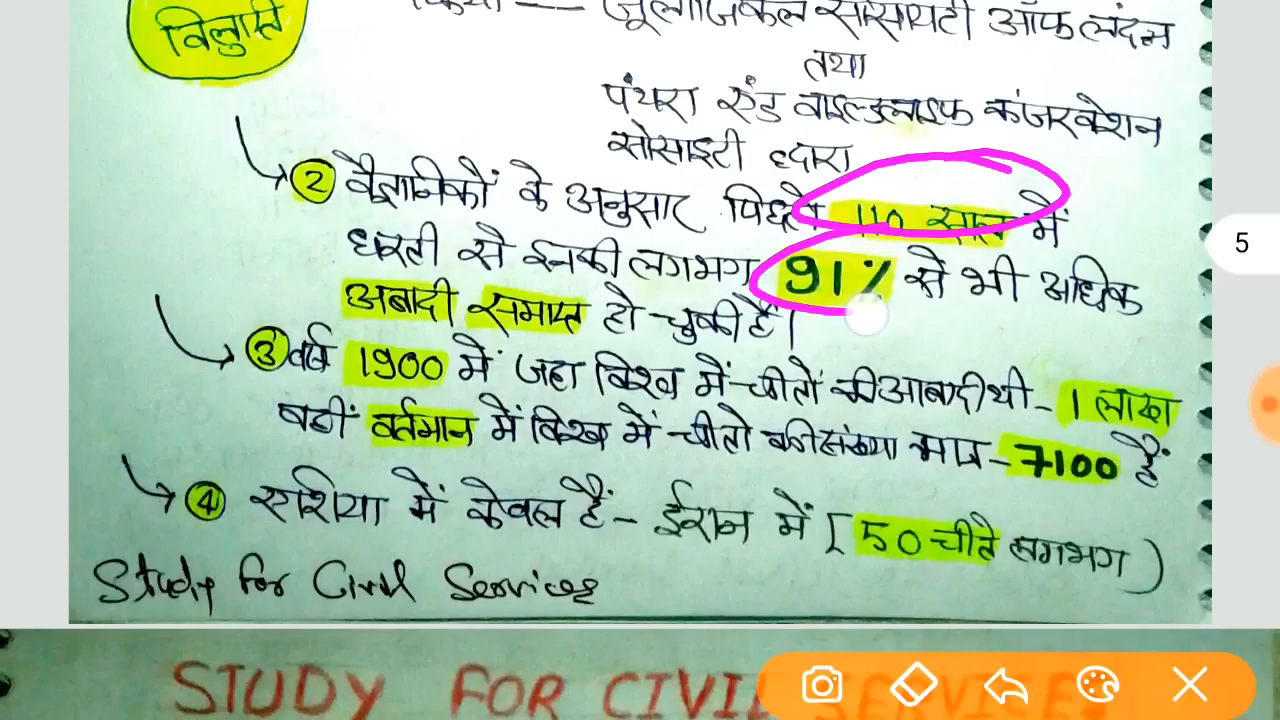 विलुप्ति
किया — जूलॉजिकल सोसायटी ऑफ लंदन
तथा
पंथरा एंड वाइल्डलाइफ कंजरवेशन
सोसाइटी द्वारा
② वैज्ञानिकों के अनुसार पिछले 110 साल में
धरती से इनकी लगभग 91% से भी अधिक
अबादी समाप्त हो चुकी है।
③ वर्ष 1900 में जहा विश्व में चीतों की आबादी थी - 1 लाख
वहीं वर्तमान में विश्व में चीतो की संख्या मात्र - 7100 है
④ एशिया में केवल हैं - ईरान में [50 चीते लगभग)
Study for Civil Services
STUDY FOR CIVIL SERVICES
5